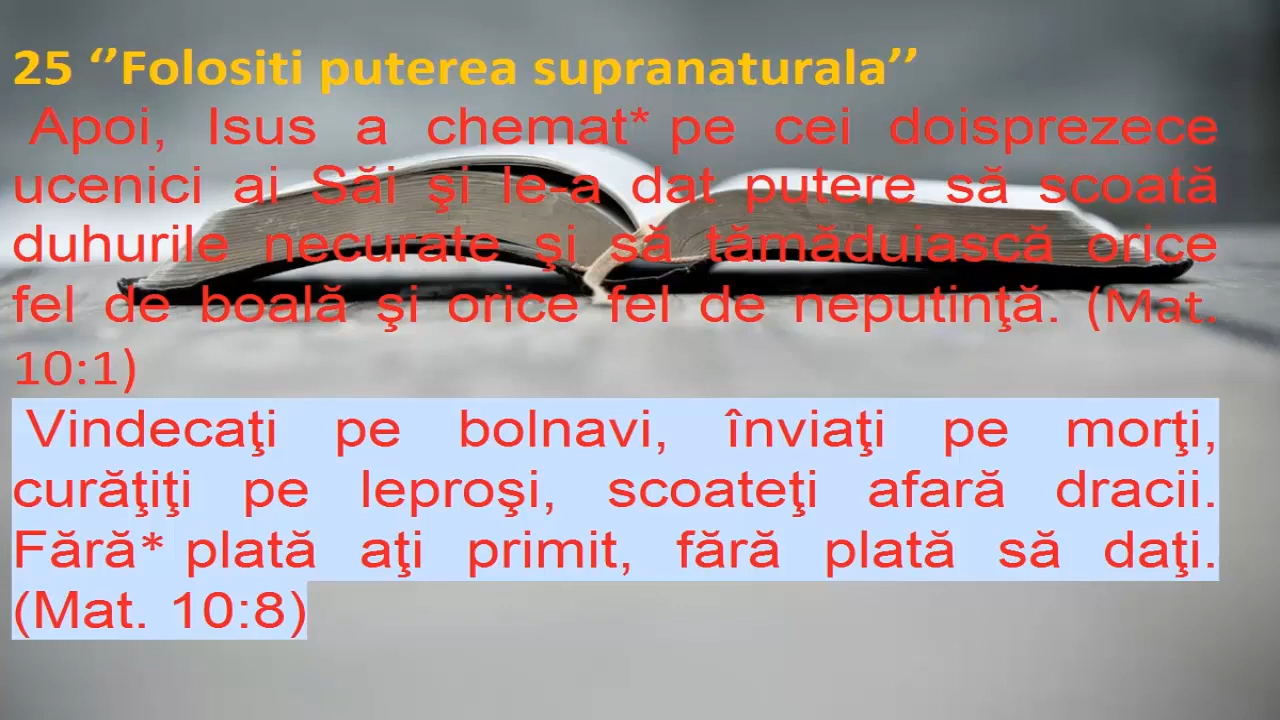 25 ‘’Folositi puterea supranaturala’’
Apoi, Isus a chemat* pe cei doisprezece
ucenici ai Săi şi le-a dat putere să scoată
duhurile necurate şi să tămăduiască orice
fel de boală şi orice fel de neputinţă. (Mat.
10:1)
Vindecaţi pe bolnavi, înviaţi pe morţi,
curăţiţi pe leproşi, scoateţi afară dracii.
Fără* plată aţi primit, fără plată să daţi.
(Mat. 10:8)